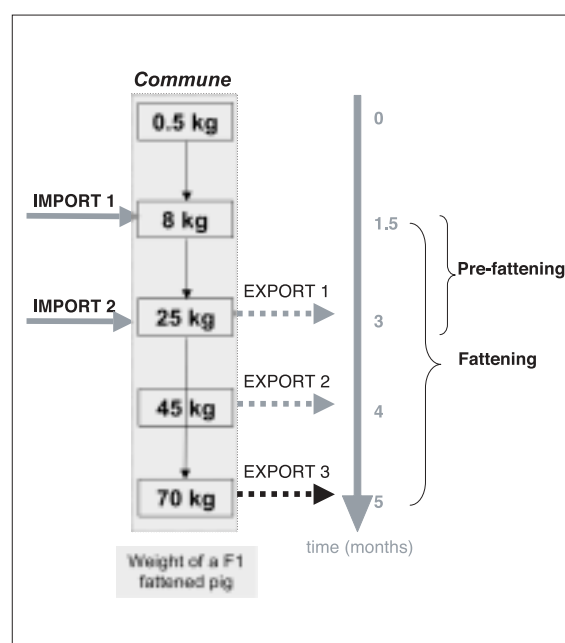 Commune
0.5 kg
0
IMPORT 1
8 kg
1.5
Pre-fattening
IMPORT 2
25 kg
EXPORT 1
3
Fattening
45 kg
EXPORT 2
4
70 kg
EXPORT 3
5
time (months)
Weight of a F1
fattened pig